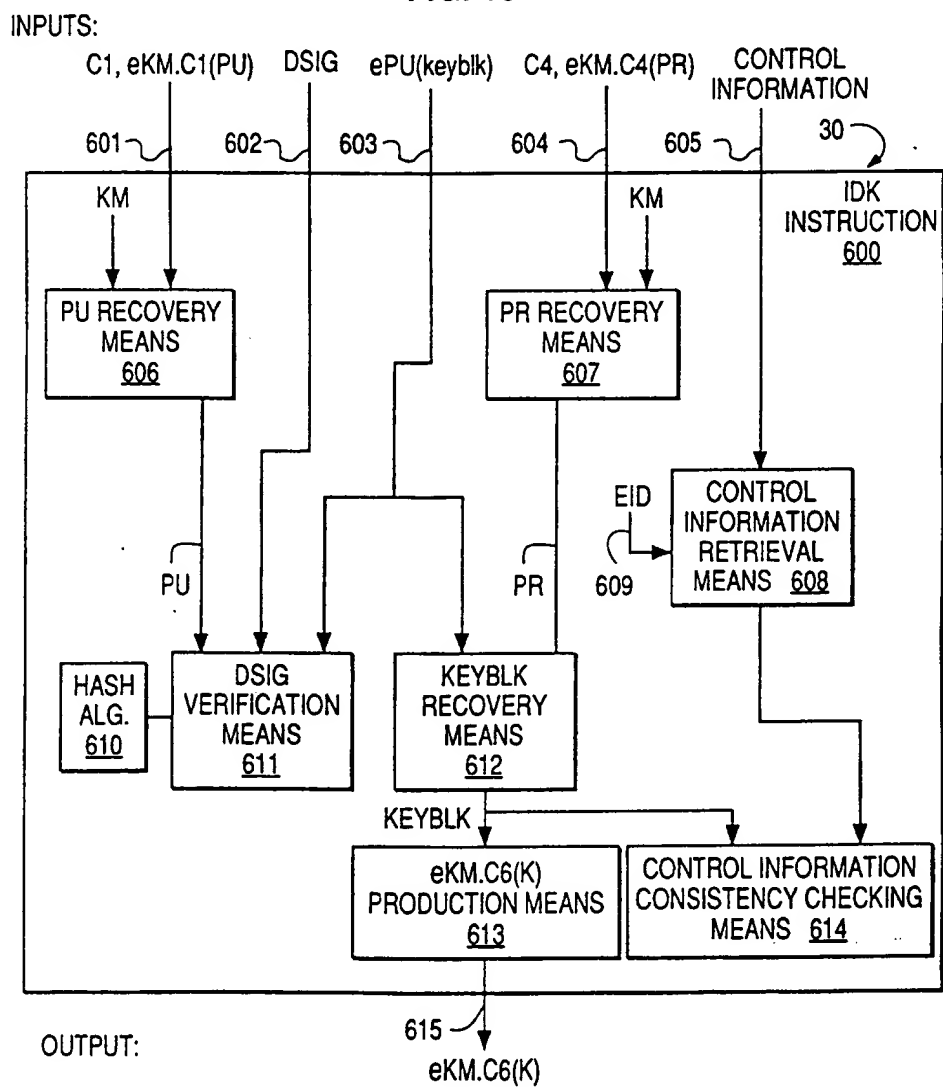 INPUTS:
C1, eKM.C1(PU)
DSIG
ePU(keyblk)
C4, eKM.C4(PR)
CONTROL
INFORMATION
601
602
603
604
605
30
KM
KM
IDK
INSTRUCTION
600
PU RECOVERY
MEANS
606
PR RECOVERY
MEANS
607
EID
609
CONTROL
INFORMATION
RETRIEVAL
MEANS 608
PU
PR
HASH
ALG.
610
DSIG
VERIFICATION
MEANS
611
KEYBLK
RECOVERY
MEANS
612
KEYBLK
eKM.C6(K)
PRODUCTION MEANS
613
CONTROL INFORMATION
CONSISTENCY CHECKING
MEANS 614
615
OUTPUT:
eKM.C6(K)